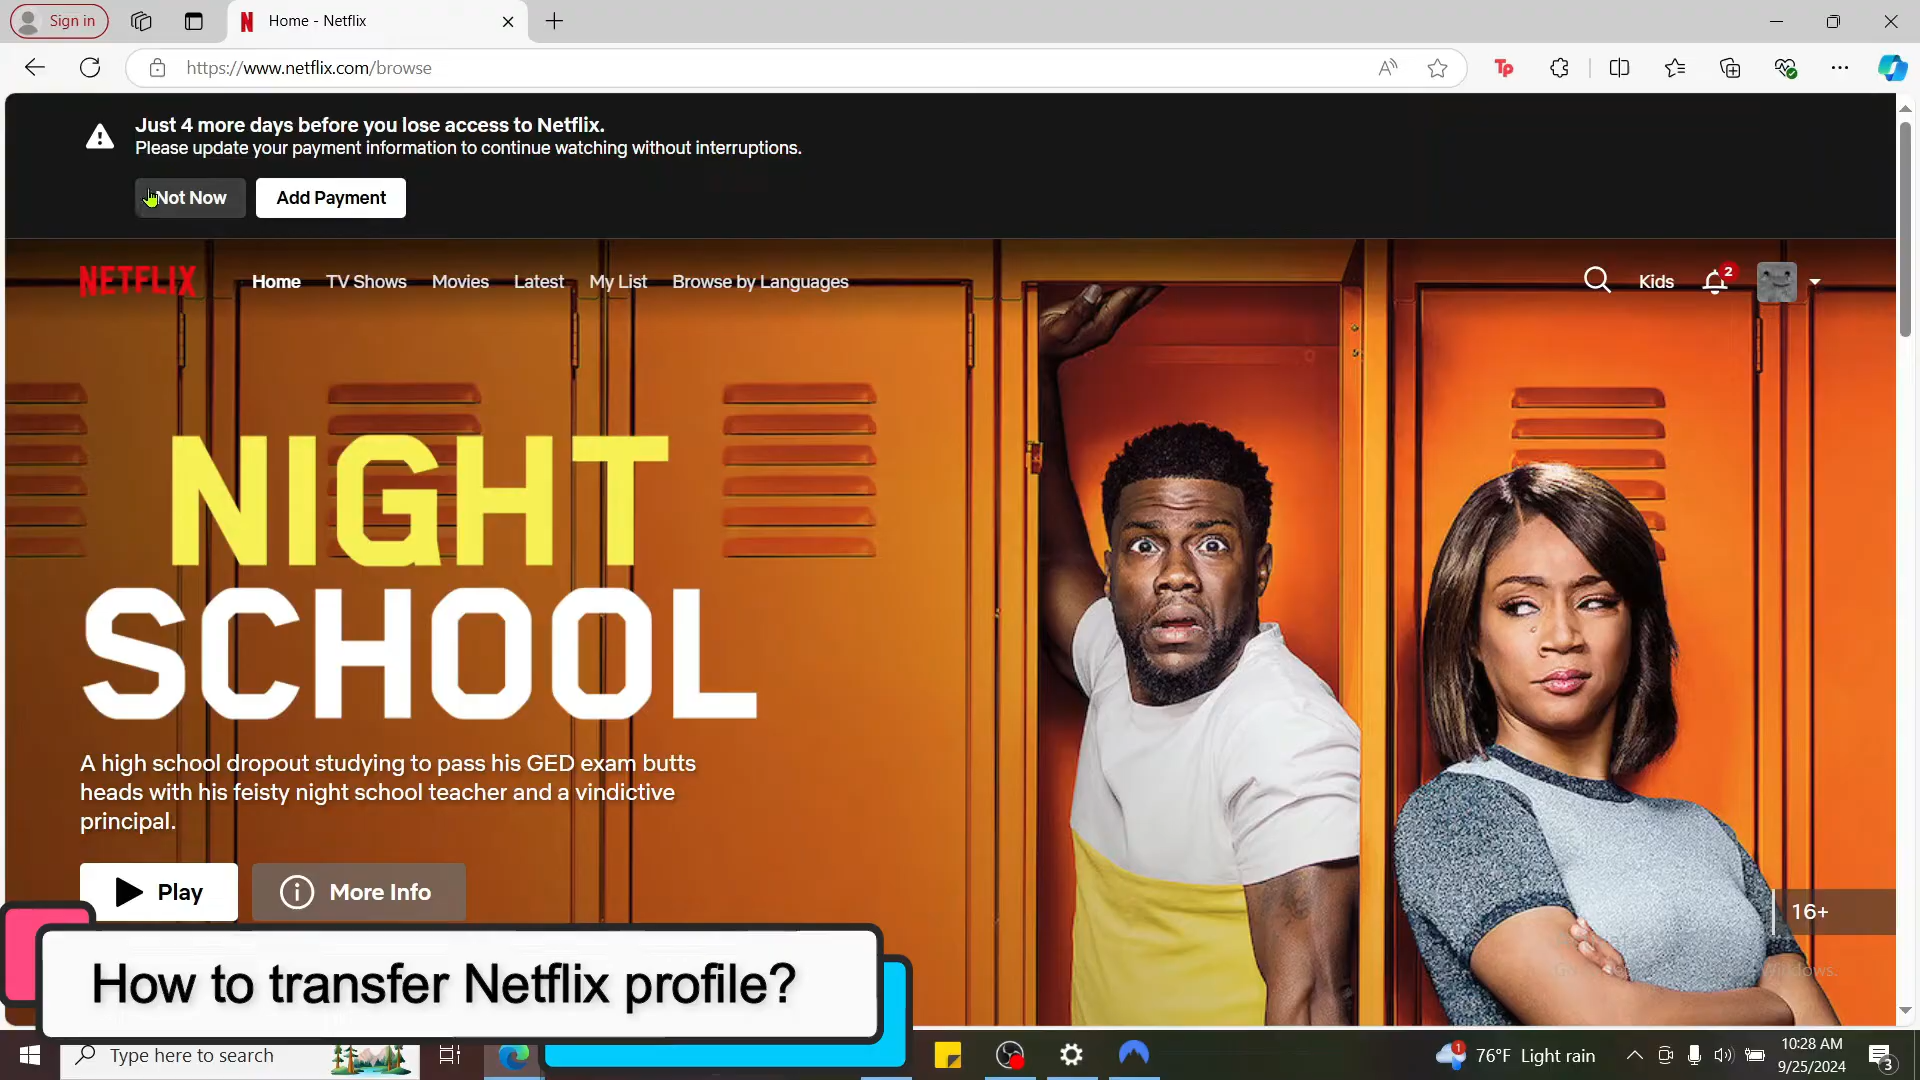 Sign in
Home - Netflix
https://www.netflix.com/browse
Just 4 more days before you lose access to Netflix.
Please update your payment information to continue watching without interruptions.
Not Now
Add Payment
NETFLIX
Home
TV Shows
Movies
Latest
My List
Browse by Languages
Kids
2
NIGHT
SCHOOL
A high school dropout studying to pass his GED exam butts
heads with his feisty night school teacher and a vindictive
principal.
Play
More Info
16+
How to transfer Netflix profile?
Type here to search
1
76°F Light rain
10:28 AM
9/25/2024
3